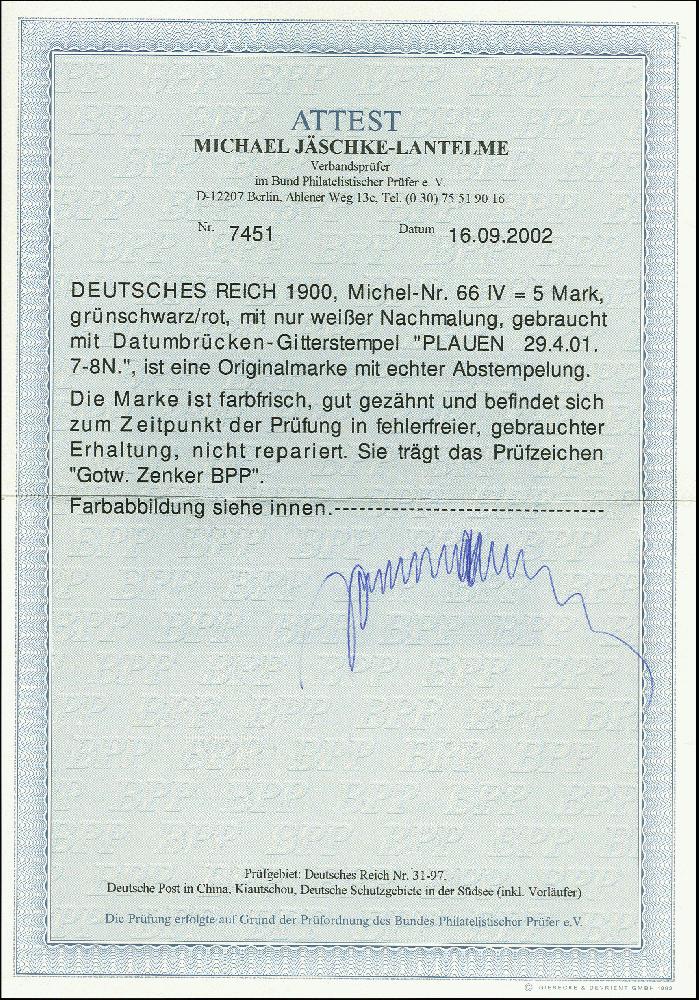 ATTEST
MICHAEL JÄSCHKE-LANTELME
Verbandsprüfer
im Bund Philatelistischer Prüfer e. V.
D-12207 Berlin, Ahlener Weg 13c, Tel. (0 30) 75 51 90 16
Nr. 7451 Datum 16.09.2002
DEUTSCHES REICH 1900, Michel-Nr. 66 IV = 5 Mark,
grünschwarz/rot, mit nur weißer Nachmalung, gebraucht
mit Datumbrücken-Gitterstempel "PLAUEN 29.4.01.
7-8N.", ist eine Originalmarke mit echter Abstempelung.
Die Marke ist farbfrisch, gut gezähnt und befindet sich
zum Zeitpunkt der Prüfung in fehlerfreier, gebrauchter
Erhaltung, nicht repariert. Sie trägt das Prüfzeichen
"Gotw. Zenker BPP".
Farbabbildung siehe innen.---------------------------------
Prüfgebiet: Deutsches Reich Nr. 31-97,
Deutsche Post in China, Kiautschou, Deutsche Schutzgebiete in der Südsee (inkl. Vorläufer)
Die Prüfung erfolgte auf Grund der Prüfordnung des Bundes Philatelistischer Prüfer e.V.
© GIESECKE & DEVRIENT GMBH